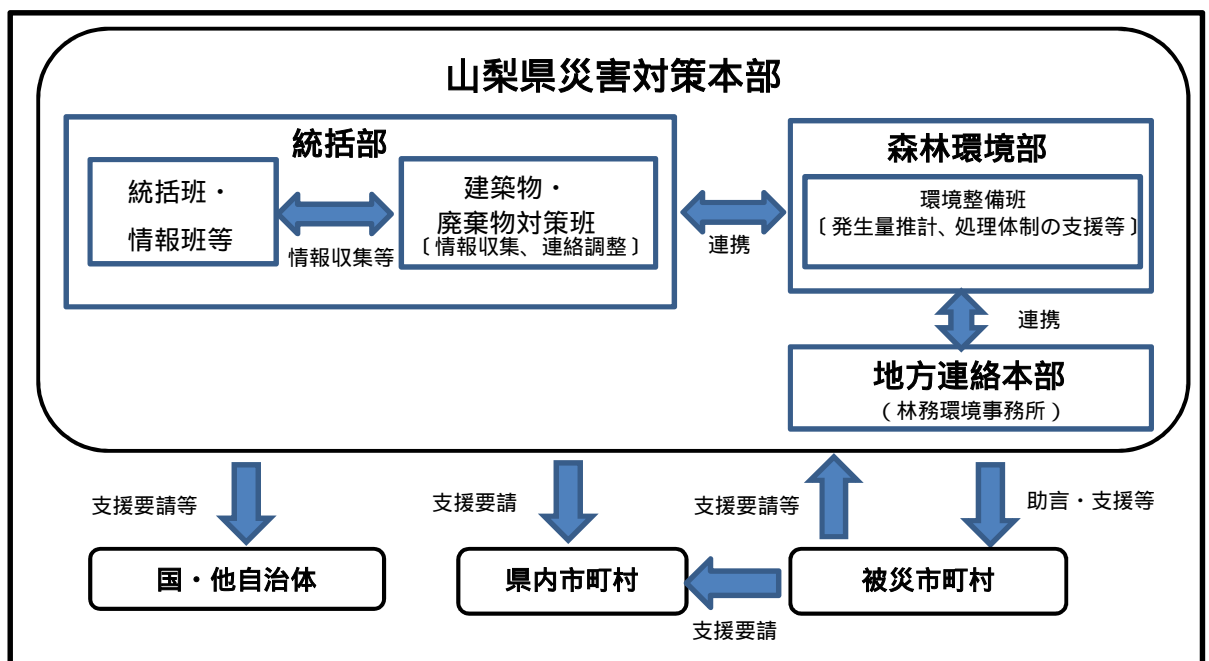 山梨県災害対策本部
統括部
統括班・
情報班等
情報収集等
建築物・
廃棄物対策班
〔情報収集、連絡調整〕
連携
森林環境部
環境整備班
〔発生量推計、処理体制の支援等〕
連携
地方連絡本部
(林務環境事務所)
支援要請等
支援要請
支援要請等
助言・支援等
国・他自治体
県内市町村
被災市町村
支援要請